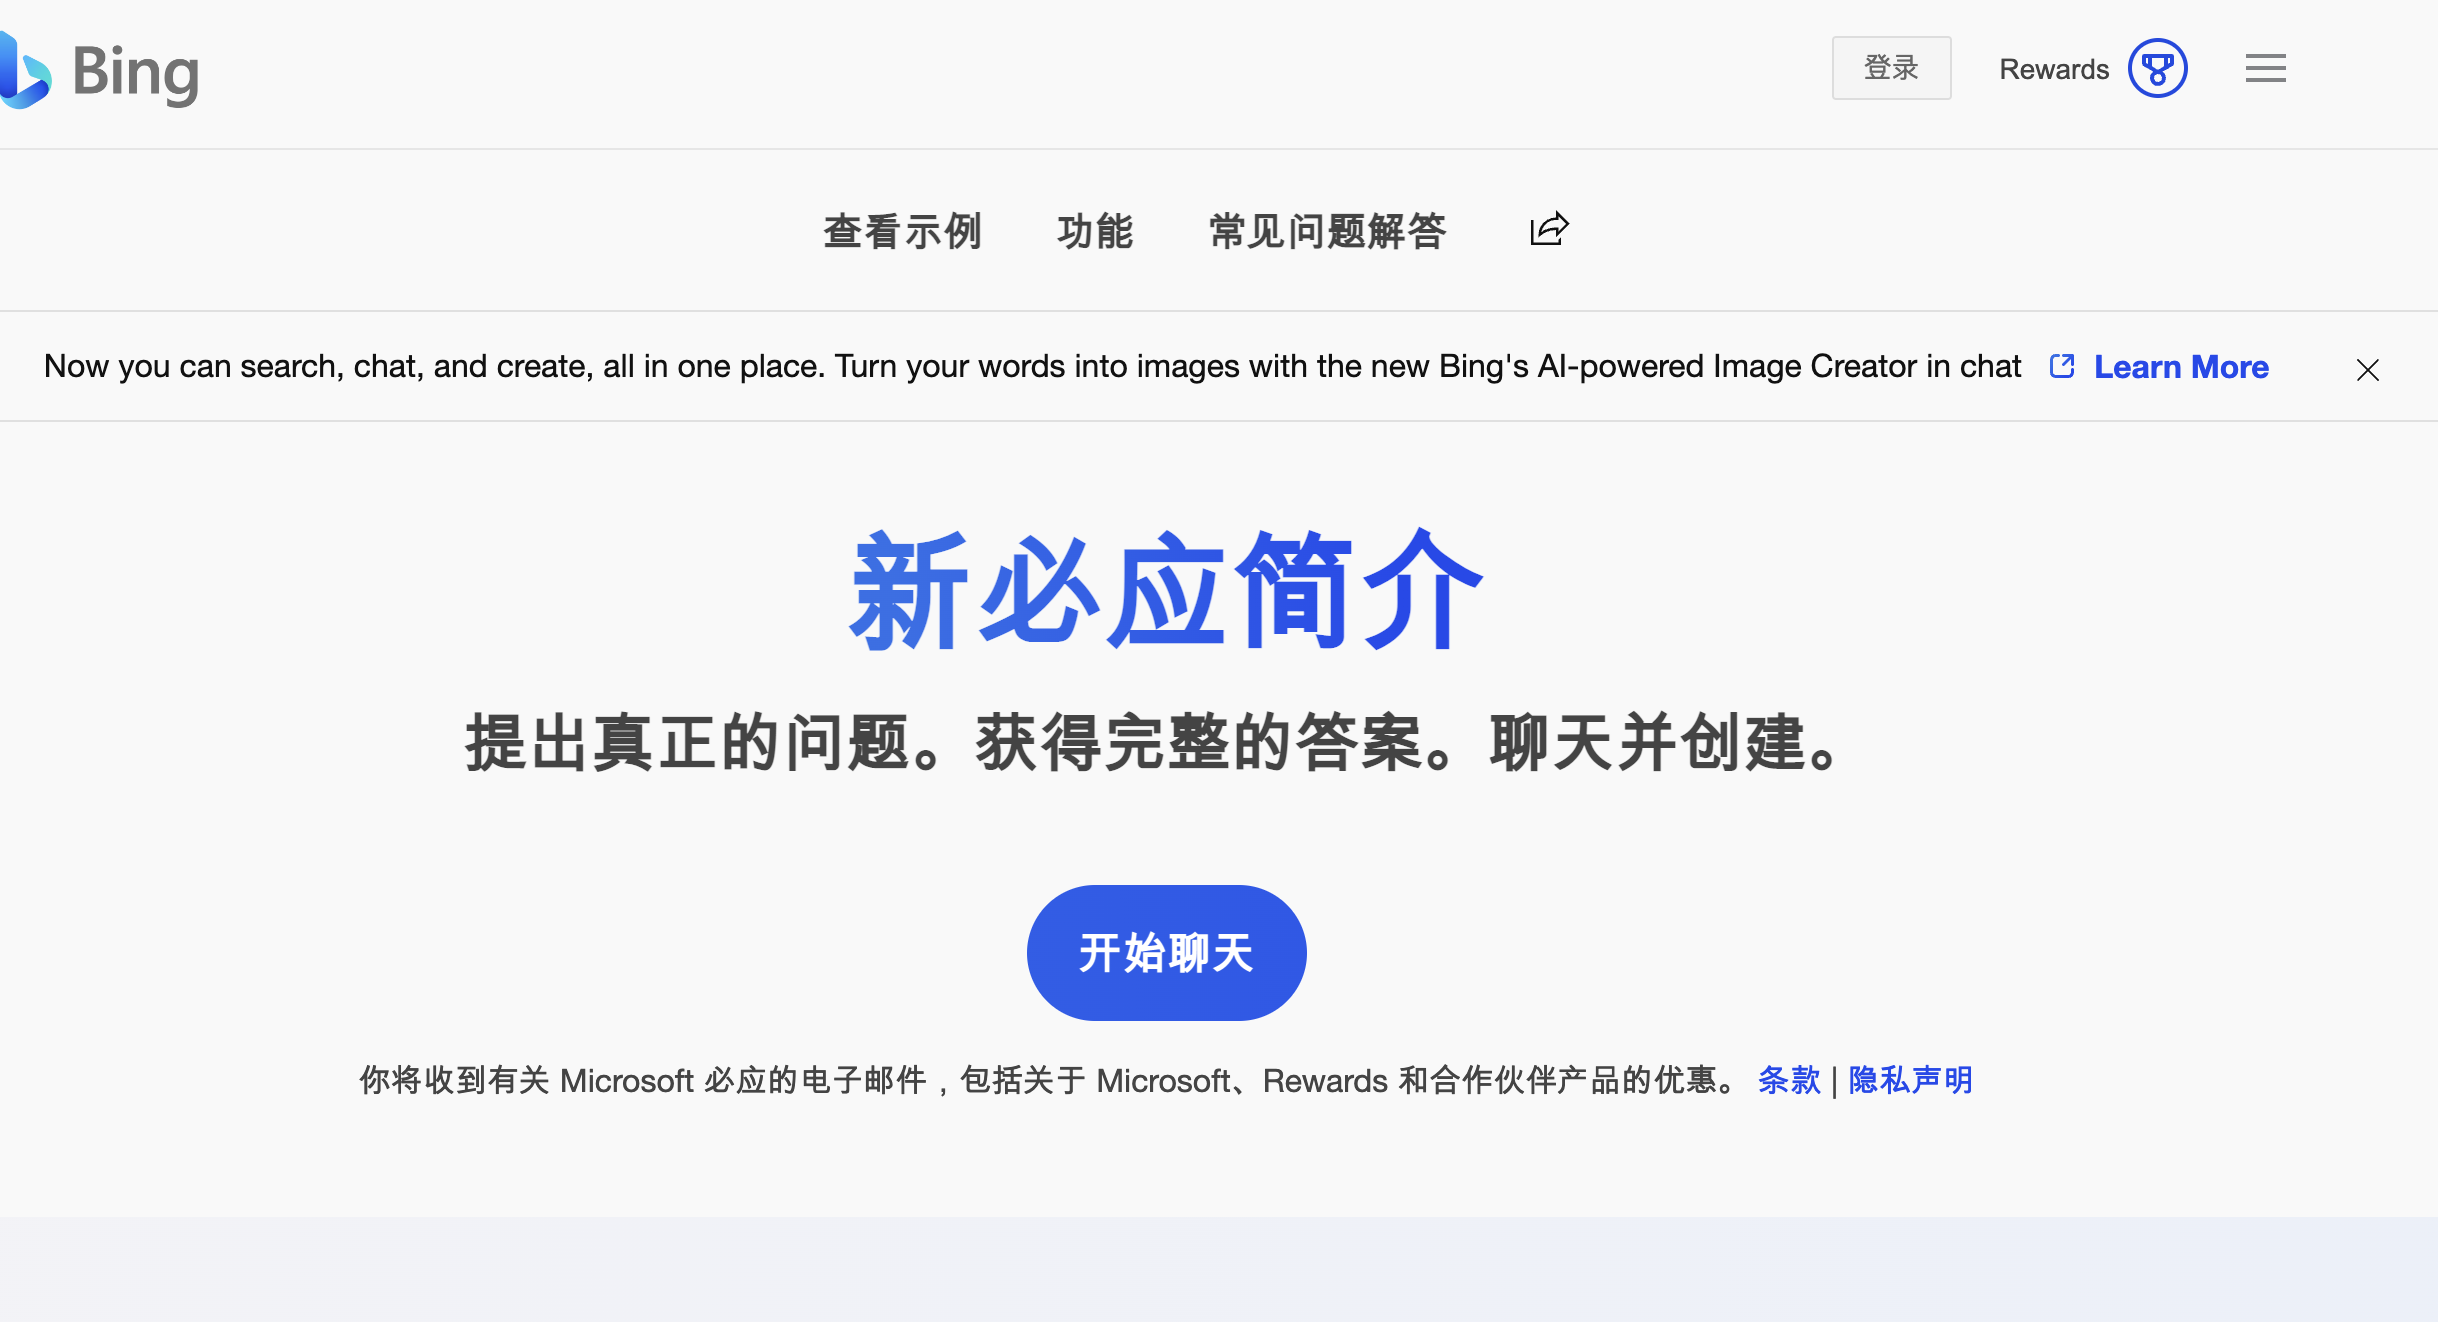 Bing
登录 Rewards
查看示例 功能 常见问题解答
Now you can search, chat, and create, all in one place. Turn your words into images with the new Bing's AI-powered Image Creator in chat Learn More
新必应简介
提出真正的问题。获得完整的答案。聊天并创建。
开始聊天
你将收到有关 Microsoft 必应的电子邮件，包括关于 Microsoft、Rewards 和合作伙伴产品的优惠。 条款 | 隐私声明